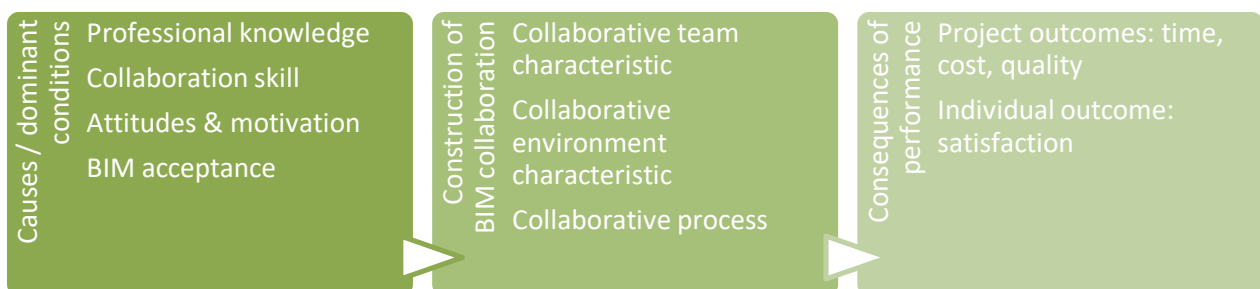 Causes / dominant
conditions
Professional knowledge
Collaboration skill
Attitudes & motivation
BIM acceptance
Construction of
BIM collaboration
Collaborative team
characteristic
Collaborative
environment
characteristic
Collaborative process
Consequences of
performance
Project outcomes: time,
cost, quality
Individual outcome:
satisfaction